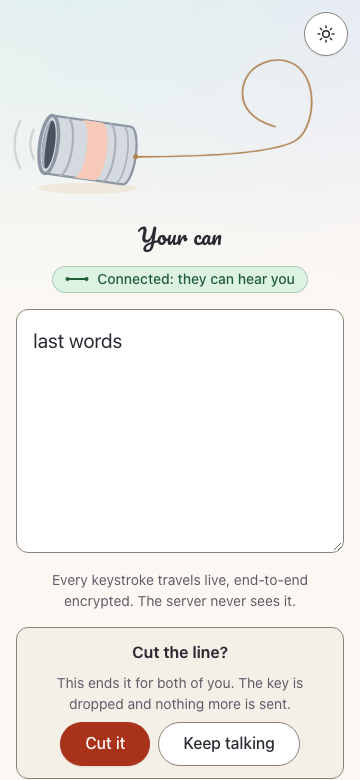 Your can
Connected: they can hear you
last words
Every keystroke travels live, end-to-end
encrypted. The server never sees it.
Cut the line?
This ends it for both of you. The key is
dropped and nothing more is sent.
Cut it
Keep talking